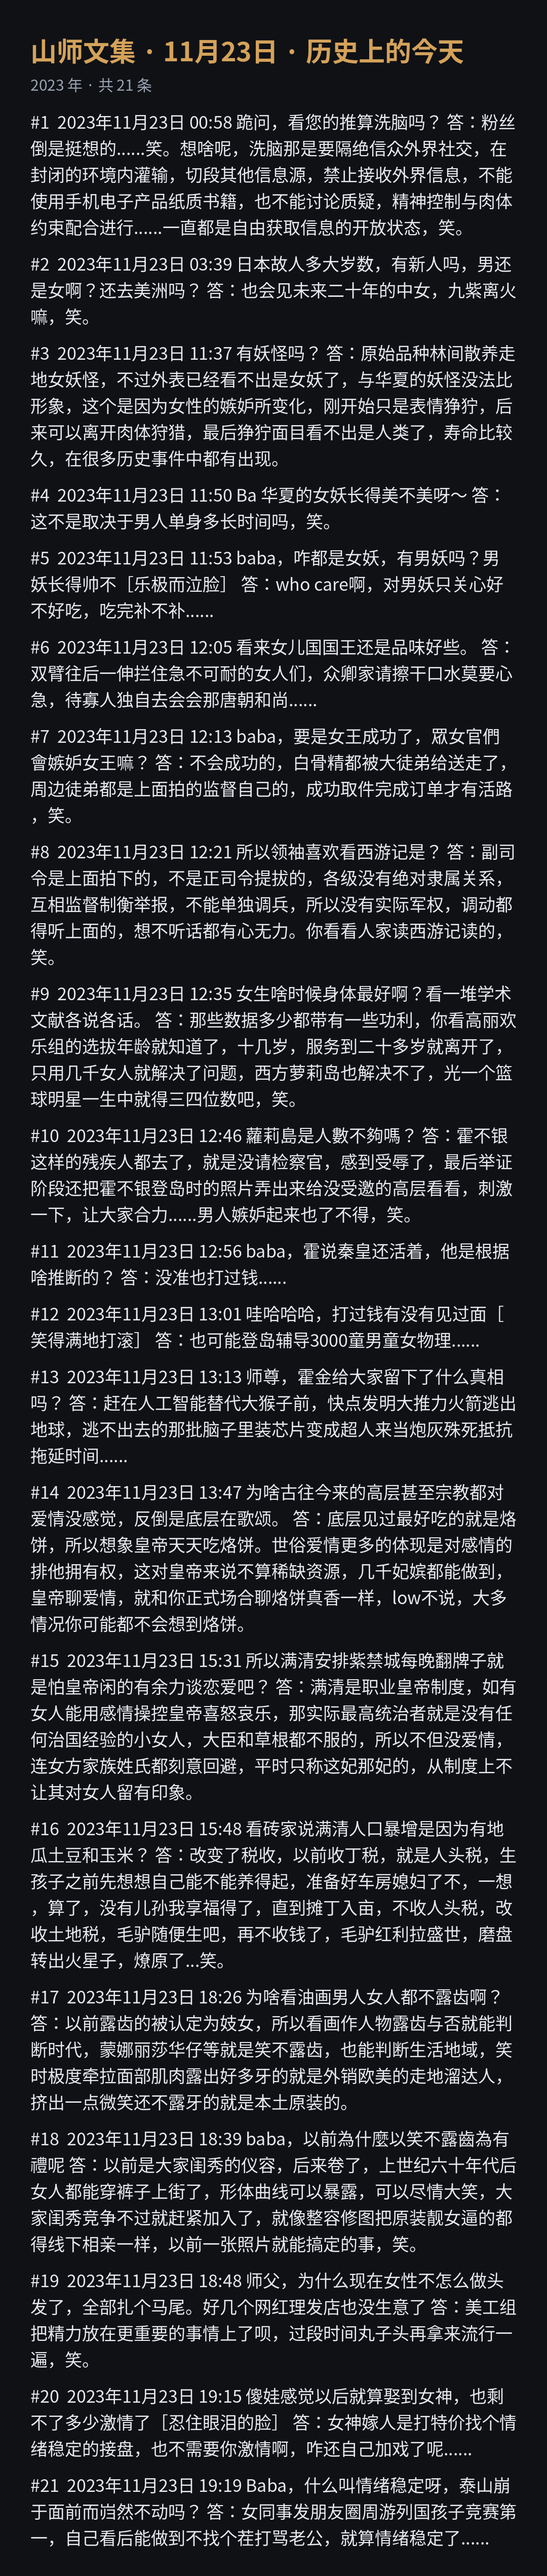 山师文集 · 11月23日 · 历史上的今天
2023 年 · 共 21 条
#1 2023年11月23日 00:58 跪问，看您的推算洗脑吗？ 答：粉丝
倒是挺想的......笑。想啥呢，洗脑那是要隔绝信众外界社交，在
封闭的环境内灌输，切段其他信息源，禁止接收外界信息，不能
使用手机电子产品纸质书籍，也不能讨论质疑，精神控制与肉体
约束配合进行......一直都是自由获取信息的开放状态，笑。
#2 2023年11月23日 03:39 日本故人多大岁数，有新人吗，男还
是女啊？还去美洲吗？ 答：也会见未来二十年的中女，九紫离火
嘛，笑。
#3 2023年11月23日 11:37 有妖怪吗？ 答：原始品种林间散养走
地女妖怪，不过外表已经看不出是女妖了，与华夏的妖怪没法比
形象，这个是因为女性的嫉妒所变化，刚开始只是表情狰狞，后
来可以离开肉体狩猎，最后狰狞面目看不出是人类了，寿命比较
久，在很多历史事件中都有出现。
#4 2023年11月23日 11:50 Ba 华夏的女妖长得美不美呀～ 答：
这不是取决于男人单身多长时间吗，笑。
#5 2023年11月23日 11:53 baba，咋都是女妖，有男妖吗？男
妖长得帅不［乐极而泣脸］ 答：who care啊，对男妖只关心好
不好吃，吃完补不补......
#6 2023年11月23日 12:05 看来女儿国国王还是品味好些。 答：
双臂往后一伸拦住急不可耐的女人们，众卿家请擦干口水莫要心
急，待寡人独自去会会那唐朝和尚......
#7 2023年11月23日 12:13 baba，要是女王成功了，眾女官們
會嫉妒女王嘛？ 答：不会成功的，白骨精都被大徒弟给送走了，
周边徒弟都是上面拍的监督自己的，成功取件完成订单才有活路
，笑。
#8 2023年11月23日 12:21 所以领袖喜欢看西游记是？ 答：副司
令是上面拍下的，不是正司令提拔的，各级没有绝对隶属关系，
互相监督制衡举报，不能单独调兵，所以没有实际军权，调动都
得听上面的，想不听话都有心无力。你看看人家读西游记读的，
笑。
#9 2023年11月23日 12:35 女生啥时候身体最好啊？看一堆学术
文献各说各话。 答：那些数据多少都带有一些功利，你看高丽欢
乐组的选拔年龄就知道了，十几岁，服务到二十多岁就离开了，
只用几千女人就解决了问题，西方萝莉岛也解决不了，光一个篮
球明星一生中就得三四位数吧，笑。
#10 2023年11月23日 12:46 蘿莉島是人數不夠嗎？ 答：霍不银
这样的残疾人都去了，就是没请检察官，感到受辱了，最后举证
阶段还把霍不银登岛时的照片弄出来给没受邀的高层看看，刺激
一下，让大家合力......男人嫉妒起来也了不得，笑。
#11 2023年11月23日 12:56 baba，霍说秦皇还活着，他是根据
啥推断的？ 答：没准也打过钱......
#12 2023年11月23日 13:01 哇哈哈哈，打过钱有没有见过面［
笑得满地打滚］ 答：也可能登岛辅导3000童男童女物理......
#13 2023年11月23日 13:13 师尊，霍金给大家留下了什么真相
吗？ 答：赶在人工智能替代大猴子前，快点发明大推力火箭逃出
地球，逃不出去的那批脑子里装芯片变成超人来当炮灰殊死抵抗
拖延时间......
#14 2023年11月23日 13:47 为啥古往今来的高层甚至宗教都对
爱情没感觉，反倒是底层在歌颂。 答：底层见过最好吃的就是烙
饼，所以想象皇帝天天吃烙饼。世俗爱情更多的体现是对感情的
排他拥有权，这对皇帝来说不算稀缺资源，几千妃嫔都能做到，
皇帝聊爱情，就和你正式场合聊烙饼真香一样，low不说，大多
情况你可能都不会想到烙饼。
#15 2023年11月23日 15:31 所以满清安排紫禁城每晚翻牌子就
是怕皇帝闲的有余力谈恋爱吧？ 答：满清是职业皇帝制度，如有
女人能用感情操控皇帝喜怒哀乐，那实际最高统治者就是没有任
何治国经验的小女人，大臣和草根都不服的，所以不但没爱情，
连女方家族姓氏都刻意回避，平时只称这妃那妃的，从制度上不
让其对女人留有印象。
#16 2023年11月23日 15:48 看砖家说满清人口暴增是因为有地
瓜土豆和玉米？ 答：改变了税收，以前收丁税，就是人头税，生
孩子之前先想想自己能不能养得起，准备好车房媳妇了不，一想
，算了，没有儿孙我享福得了，直到摊丁入亩，不收人头税，改
收土地税，毛驴随便生吧，再不收钱了，毛驴红利拉盛世，磨盘
转出火星子，燎原了...笑。
#17 2023年11月23日 18:26 为啥看油画男人女人都不露齿啊？
答：以前露齿的被认定为妓女，所以看画作人物露齿与否就能判
断时代，蒙娜丽莎华仔等就是笑不露齿，也能判断生活地域，笑
时极度牵拉面部肌肉露出好多牙的就是外销欧美的走地溜达人，
挤出一点微笑还不露牙的就是本土原装的。
#18 2023年11月23日 18:39 baba，以前為什麼以笑不露齒為有
禮呢 答：以前是大家闺秀的仪容，后来卷了，上世纪六十年代后
女人都能穿裤子上街了，形体曲线可以暴露，可以尽情大笑，大
家闺秀竞争不过就赶紧加入了，就像整容修图把原装靓女逼的都
得线下相亲一样，以前一张照片就能搞定的事，笑。
#19 2023年11月23日 18:48 师父，为什么现在女性不怎么做头
发了，全部扎个马尾。好几个网红理发店也没生意了 答：美工组
把精力放在更重要的事情上了呗，过段时间丸子头再拿来流行一
遍，笑。
#20 2023年11月23日 19:15 傻娃感觉以后就算娶到女神，也剩
不了多少激情了［忍住眼泪的脸］ 答：女神嫁人是打特价找个情
绪稳定的接盘，也不需要你激情啊，咋还自己加戏了呢......
#21 2023年11月23日 19:19 Baba，什么叫情绪稳定呀，泰山崩
于面前而岿然不动吗？ 答：女同事发朋友圈周游列国孩子竞赛第
一，自己看后能做到不找个茬打骂老公，就算情绪稳定了......